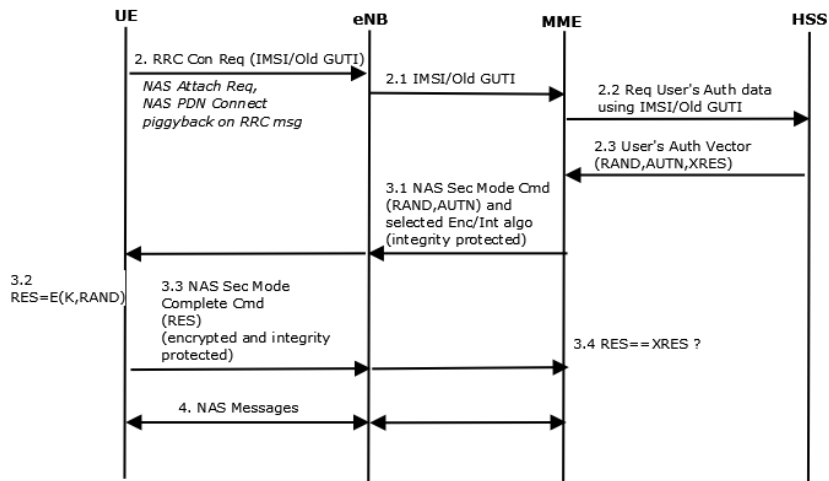 UE
eNB
MME
HSS
2. RRC Con Req (IMSI/Old GUTI)
NAS Attach Req,
NAS PDN Connect
piggyback on RRC msg
2.1 IMSI/Old GUTI
2.2 Req User's Auth data
using IMSI/Old GUTI
2.3 User's Auth Vector
(RAND,AUTN,XRES)
3.1 NAS Sec Mode Cmd
(RAND,AUTN) and
selected Enc/Int algo
(integrity protected)
3.2
RES=E(K,RAND)
3.3 NAS Sec Mode
Complete Cmd
(RES)
(encrypted and integrity
protected)
3.4 RES==XRES ?
4. NAS Messages